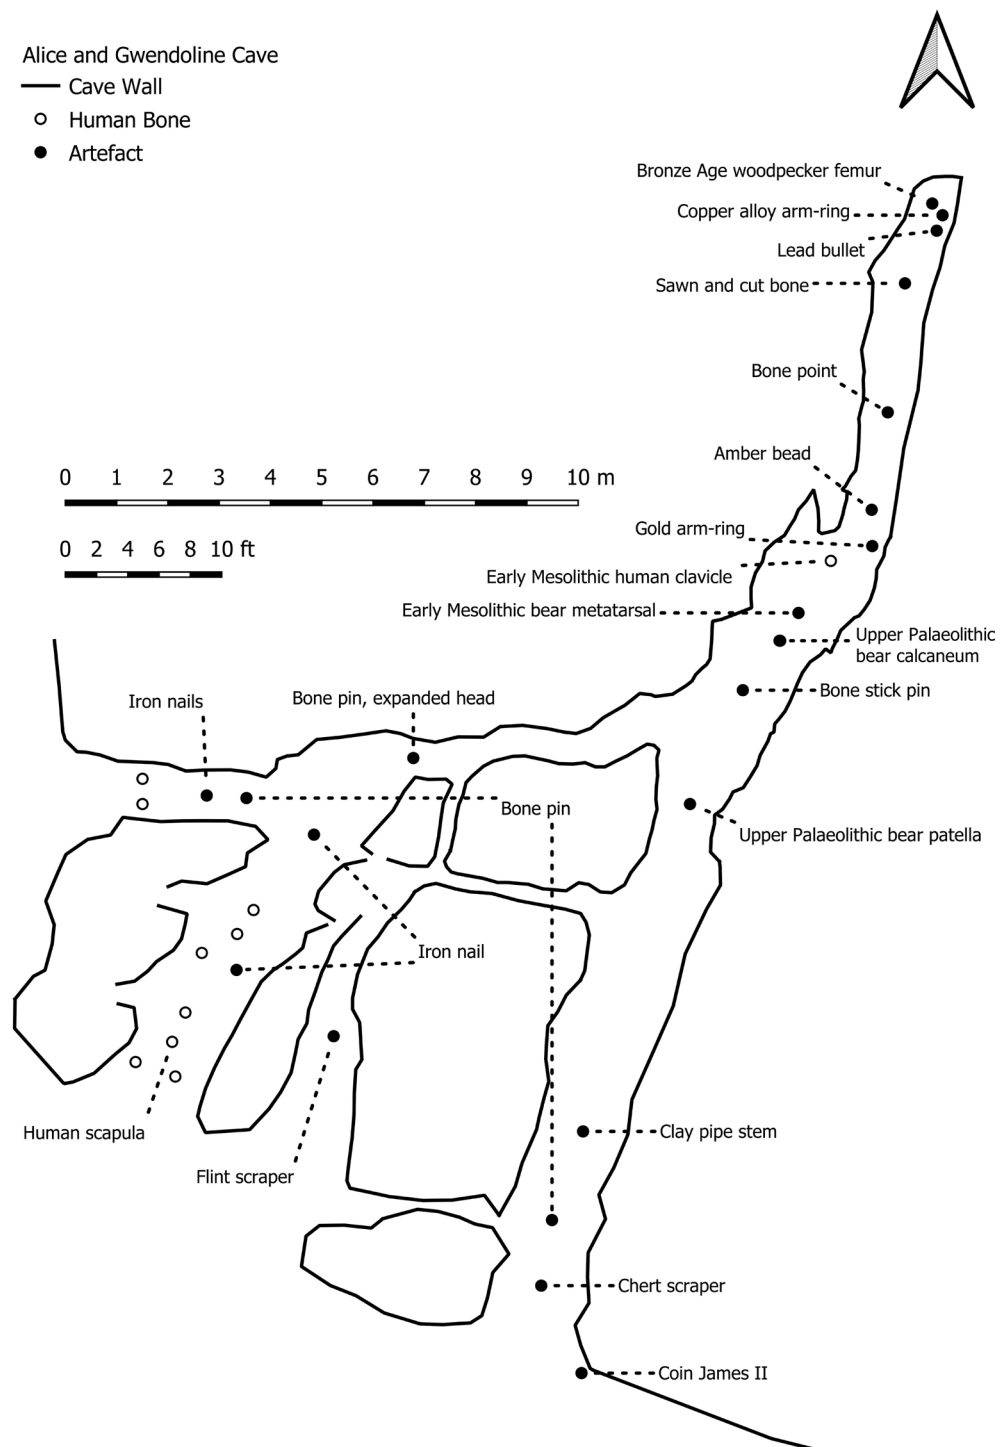 Alice and Gwendoline Cave
Cave Wall
Human Bone
Artefact
Bronze Age woodpecker femur
Copper alloy arm-ring
Lead bullet
Sawn and cut bone
Bone point
Amber bead
0 1 2 3 4 5 6 7 8 9 10 m
Gold arm-ring
0 2 4 6 8 10 ft
Early Mesolithic human clavicle
Early Mesolithic bear metatarsal
Upper Palaeolithic
bear calcaneum
Bone stick pin
Iron nails
Bone pin, expanded head
Bone pin
Upper Palaeolithic bear patella
Iron nail
Human scapula
Clay pipe stem
Flint scraper
Chert scraper
Coin James II